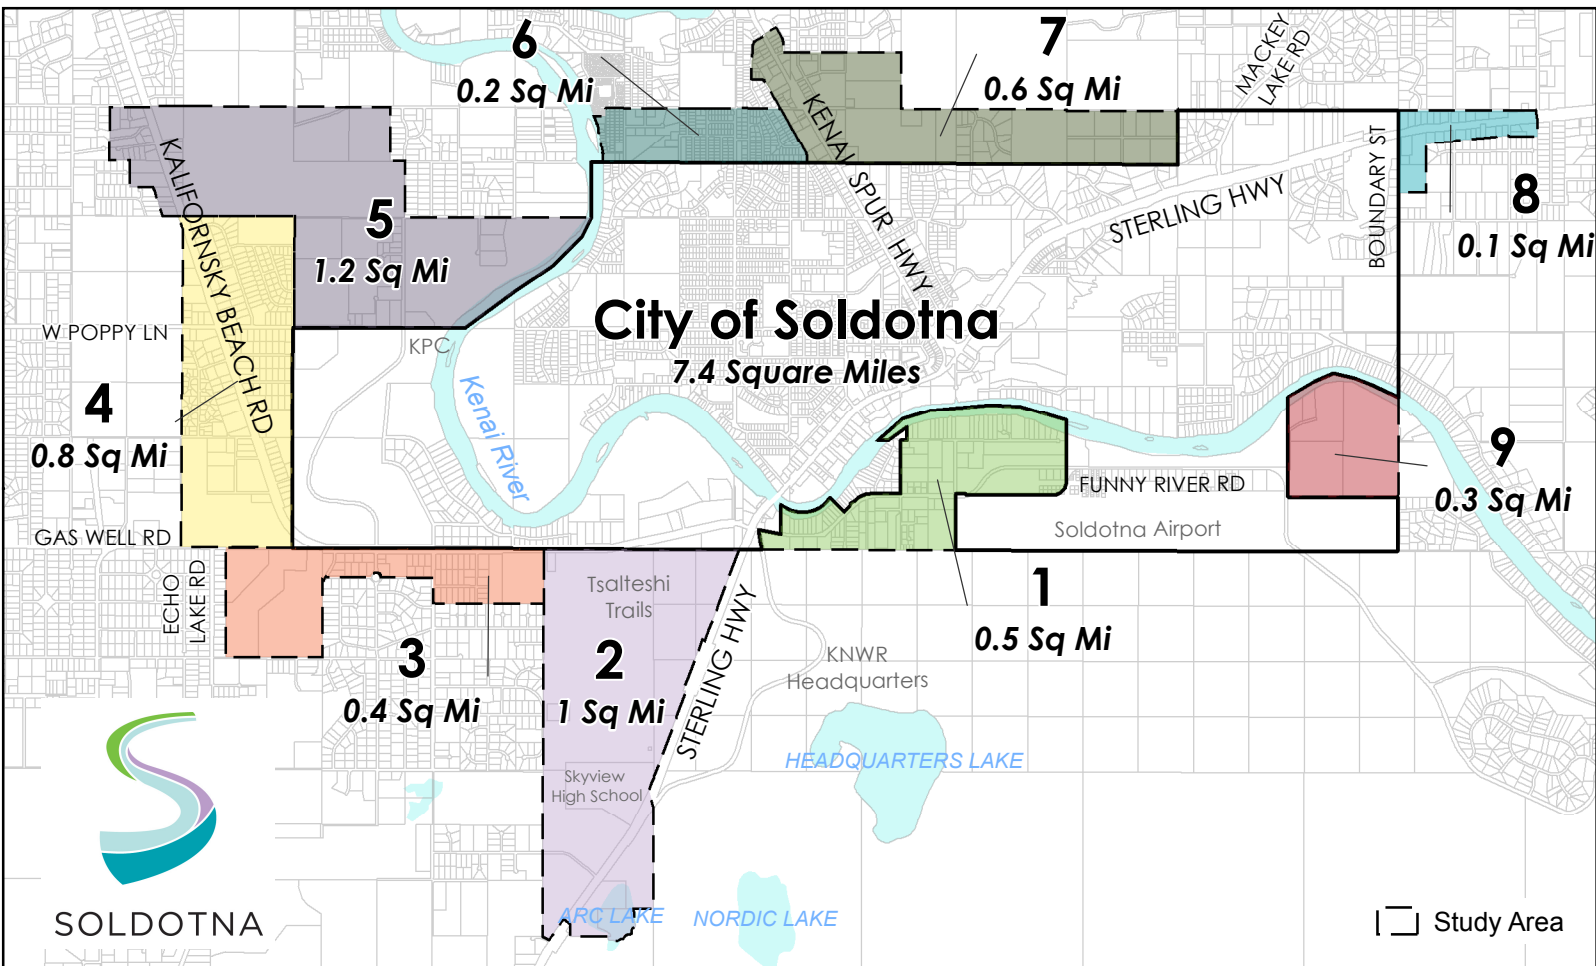 6
0.2 Sq Mi
7
0.6 Sq Mi
MACKEY
LAKE RD
KENAI SPUR HWY
KALIFORNSKY BEACH RD
5
1.2 Sq Mi
STERLING HWY
BOUNDARY ST
8
0.1 Sq Mi
W POPPY LN
KPC
City of Soldotna
7.4 Square Miles
Kenai River
4
0.8 Sq Mi
9
0.3 Sq Mi
FUNNY RIVER RD
Soldotna Airport
GAS WELL RD
ECHO
LAKE RD
Tsalteshi
Trails
1
0.5 Sq Mi
3
0.4 Sq Mi
2
1 Sq Mi
STERLING HWY
KNWR
Headquarters
HEADQUARTERS LAKE
Skyview
High School
ARC LAKE
NORDIC LAKE
SOLDOTNA
Study Area